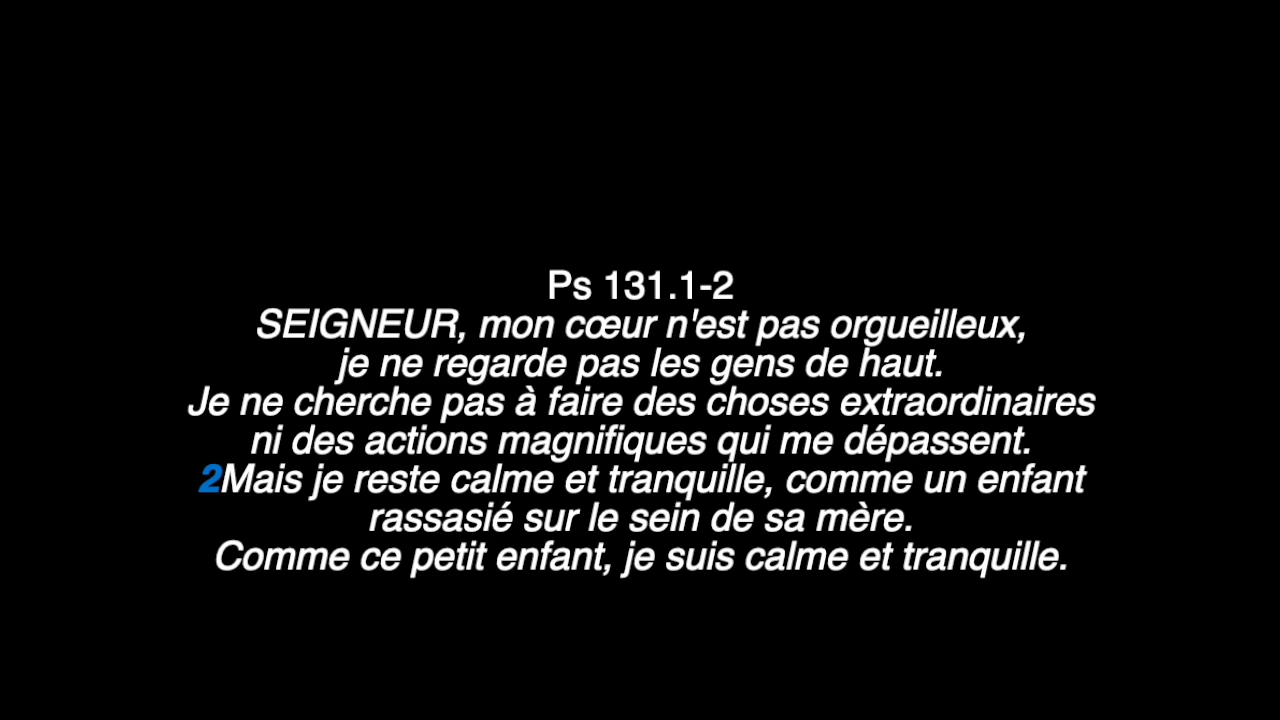 Ps 131.1-2
SEIGNEUR, mon cœur n'est pas orgueilleux,
je ne regarde pas les gens de haut.
Je ne cherche pas à faire des choses extraordinaires
ni des actions magnifiques qui me dépassent.
2Mais je reste calme et tranquille, comme un enfant
rassasié sur le sein de sa mère.
Comme ce petit enfant, je suis calme et tranquille.